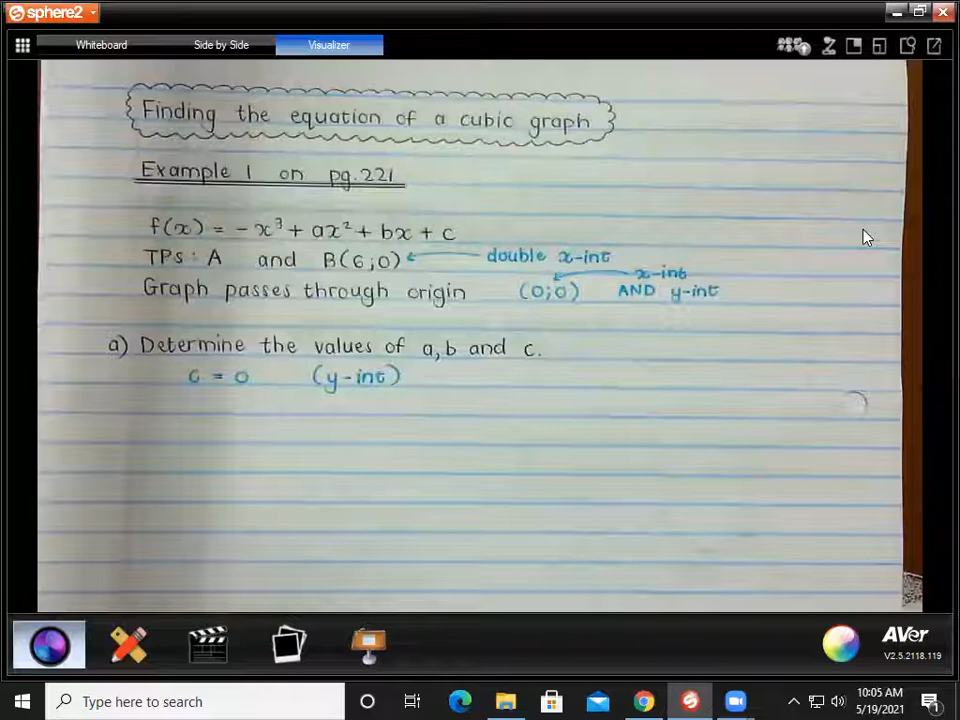 sphere2
Whiteboard Side by Side Visualizer
Finding the equation of a cubic graph
Example 1 on pg.221
f(x) = -x³ + ax² + bx + c
TPs: A and B(6;0) double x-int
x-int
Graph passes through origin (0;0) AND y-int
a) Determine the values of a,b and c.
c = 0 (y-int)
AVer
V2.5.2118.119
Type here to search
10:05 AM
5/19/2021
1